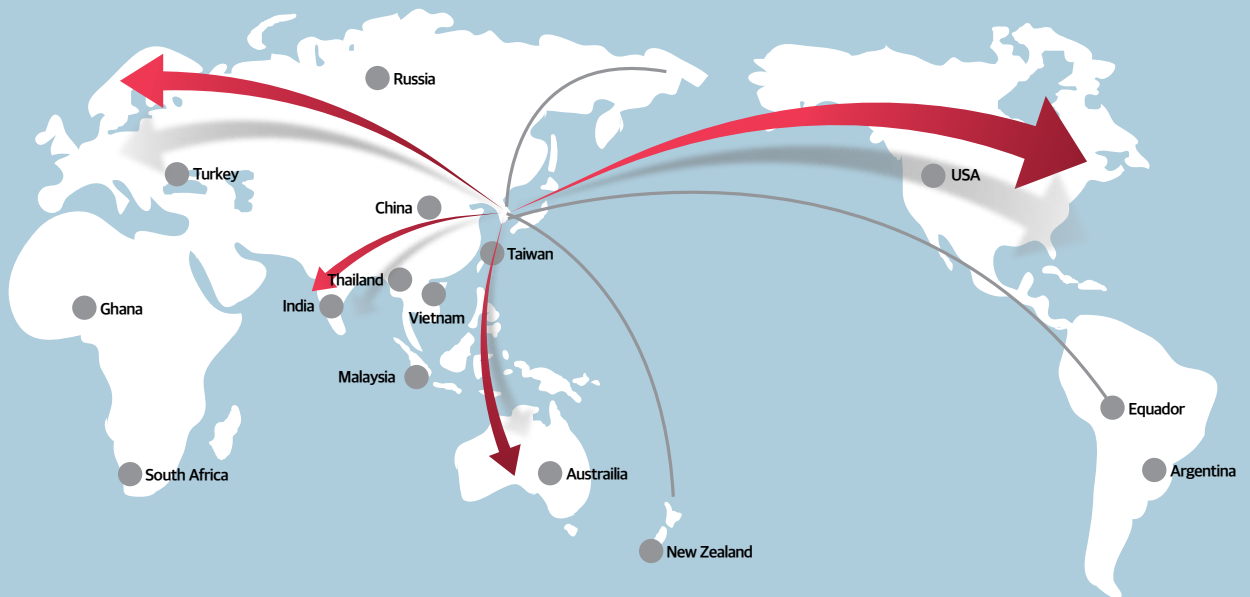 Russia
Turkey
USA
China
Taiwan
Thailand
India
Ghana
Vietnam
Malaysia
Equador
Argentina
South Africa
Austrailia
New Zealand